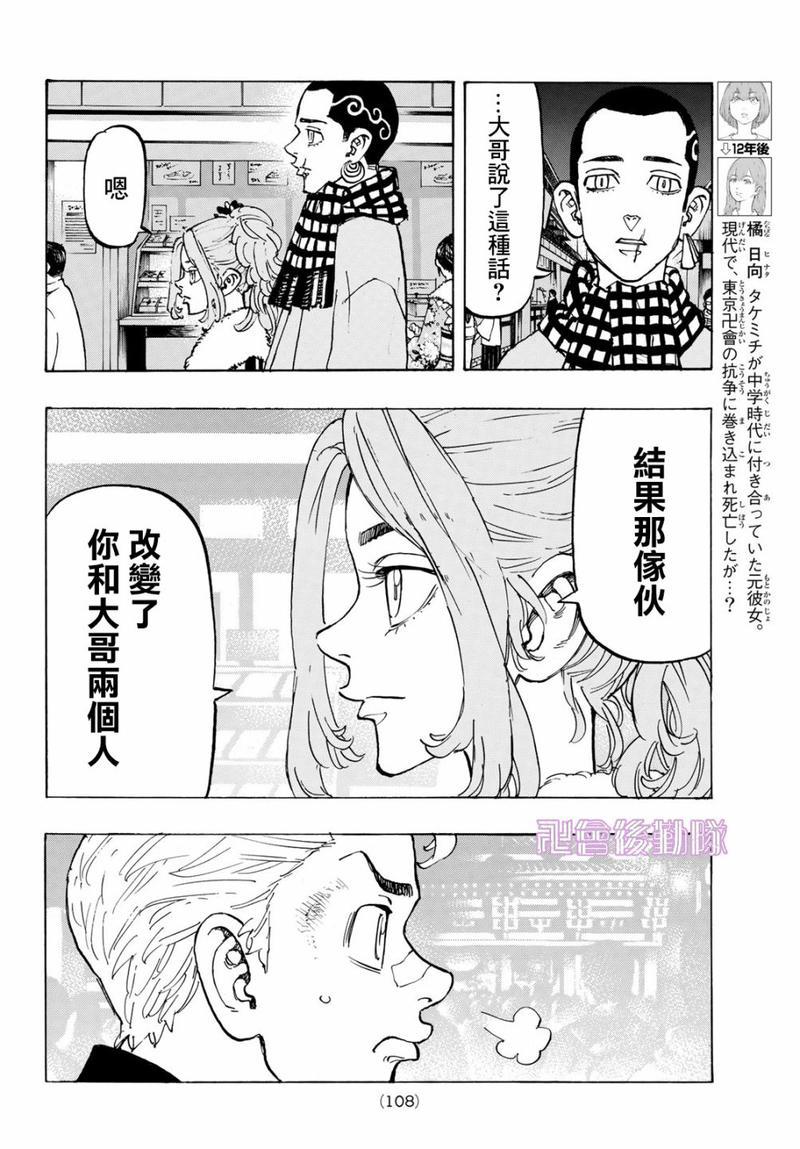 12年後
橘 日向 タケミチが中学時代に付き合っていた元彼女。
現代で、東京卍會の抗争に巻き込まれ死亡したが…？
…大哥說了這種話？
嗯
結果那傢伙
改變了
你和大哥兩個人
卍會後勤隊
(108)